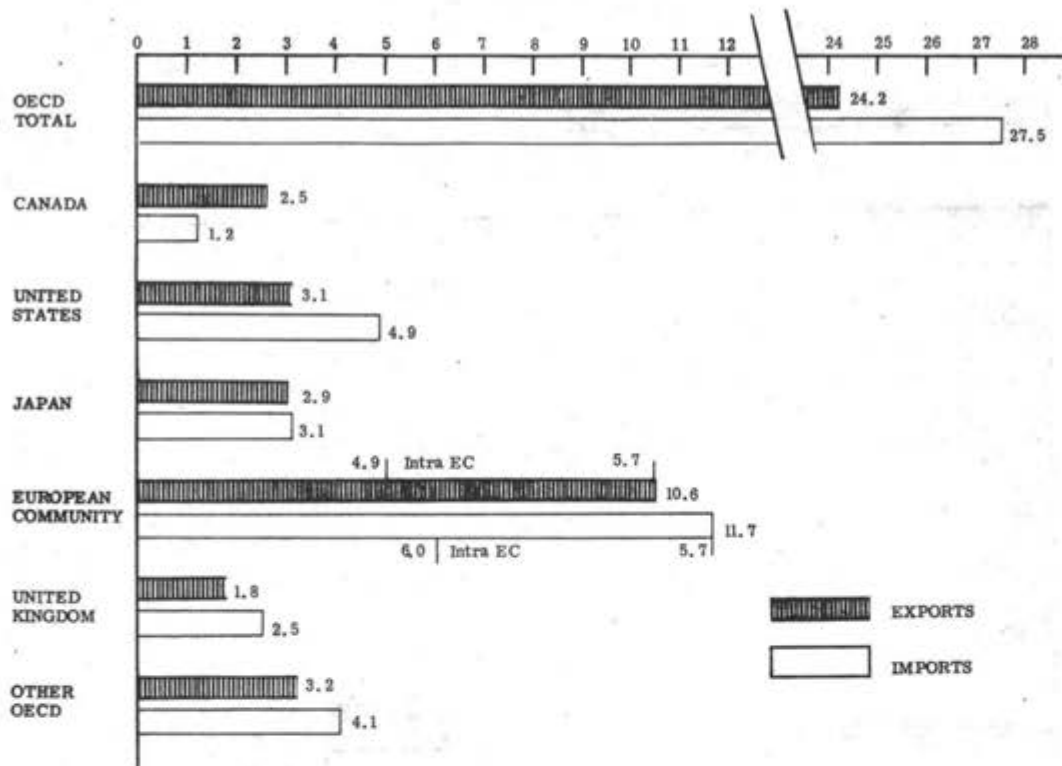 0 1 2 3 4 5 6 7 8 9 10 11 12 24 25 26 27 28
OECD
TOTAL
24.2
27.5
CANADA
2.5
1.2
UNITED
STATES
3.1
4.9
JAPAN
2.9
3.1
4.9 Intra EC 5.7
EUROPEAN
COMMUNITY
10.6
11.7
6.0 Intra EC 5.7
UNITED
KINGDOM
1.8
2.5
EXPORTS
IMPORTS
OTHER
OECD
3.2
4.1